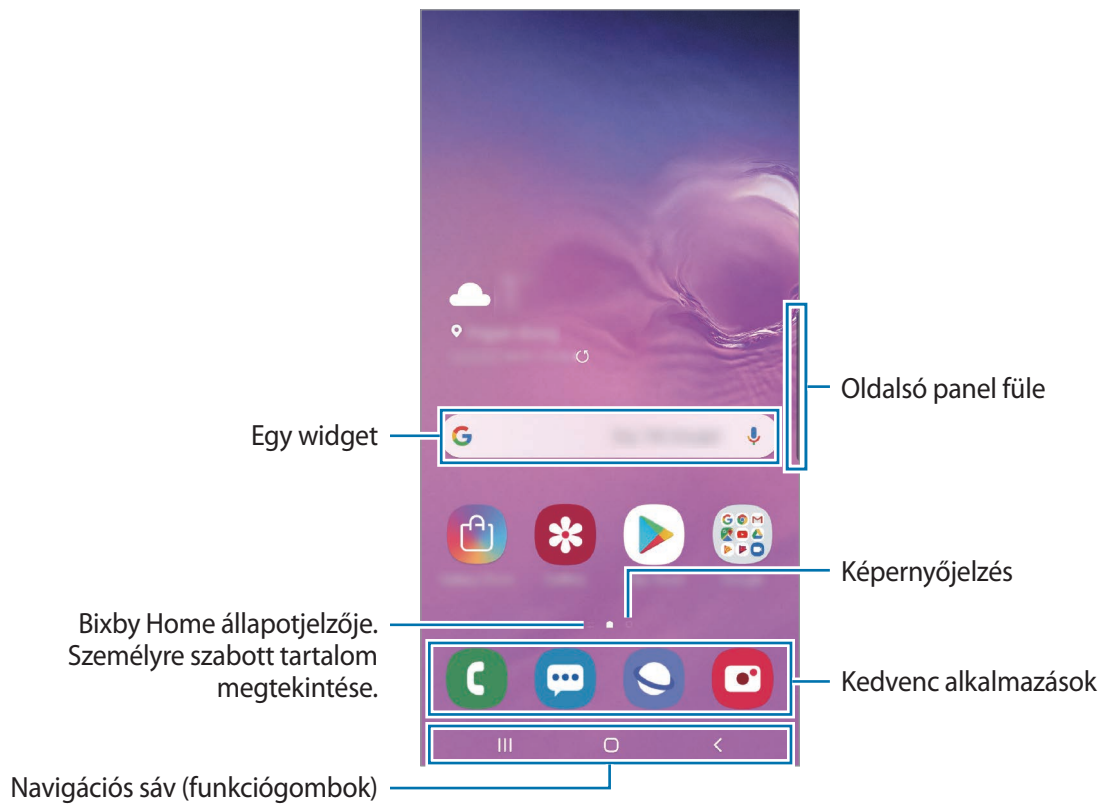 Oldalsó panel füle
Egy widget
Képernyőjelzés
Bixby Home állapotjelzője.
Személyre szabott tartalom
megtekintése.
Kedvenc alkalmazások
Navigációs sáv (funkciógombok)